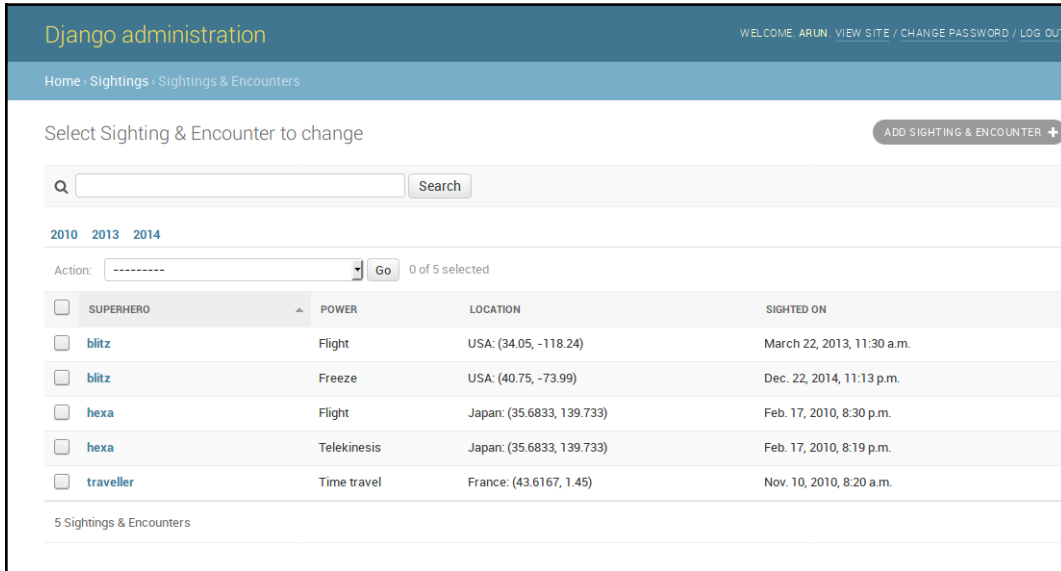 Django administration
WELCOME, ARUN. VIEW SITE / CHANGE PASSWORD / LOG OUT
Home › Sightings › Sightings & Encounters
Select Sighting & Encounter to change
ADD SIGHTING & ENCOUNTER +
Search
2010 2013 2014
Action: --------- Go 0 of 5 selected
SUPERHERO POWER LOCATION SIGHTED ON
blitz Flight USA: (34.05, -118.24) March 22, 2013, 11:30 a.m.
blitz Freeze USA: (40.75, -73.99) Dec. 22, 2014, 11:13 p.m.
hexa Flight Japan: (35.6833, 139.733) Feb. 17, 2010, 8:30 p.m.
hexa Telekinesis Japan: (35.6833, 139.733) Feb. 17, 2010, 8:19 p.m.
traveller Time travel France: (43.6167, 1.45) Nov. 10, 2010, 8:20 a.m.
5 Sightings & Encounters